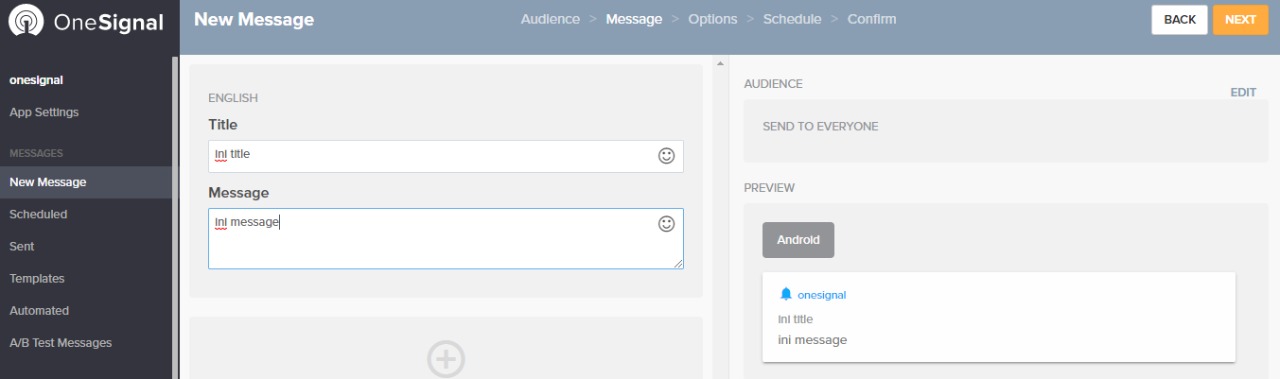 OneSignal
onesignal
App Settings
MESSAGES
New Message
Scheduled
Sent
Templates
Automated
A/B Test Messages
New Message
Audience > Message > Options > Schedule > Confirm
BACK
NEXT
ENGLISH
Title
ini title
Message
ini message
AUDIENCE
EDIT
SEND TO EVERYONE
PREVIEW
Android
onesignal
ini title
ini message